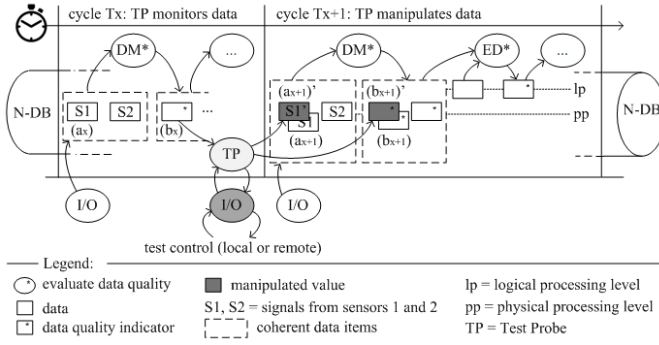 cycle Tx: TP monitors data
cycle Tx+1: TP manipulates data
DM*
...
DM*
ED*
...
N-DB
S1
S2
*
...
(ax)
(bx)
(ax+1)'
(bx+1)'
S1'
S1
S2
*
*
*
*
(ax+1)
(bx+1)
lp
pp
N-DB
TP
I/O
I/O
I/O
test control (local or remote)
Legend:
* evaluate data quality
manipulated value
lp = logical processing level
data
S1, S2 = signals from sensors 1 and 2
pp = physical processing level
* data quality indicator
coherent data items
TP = Test Probe